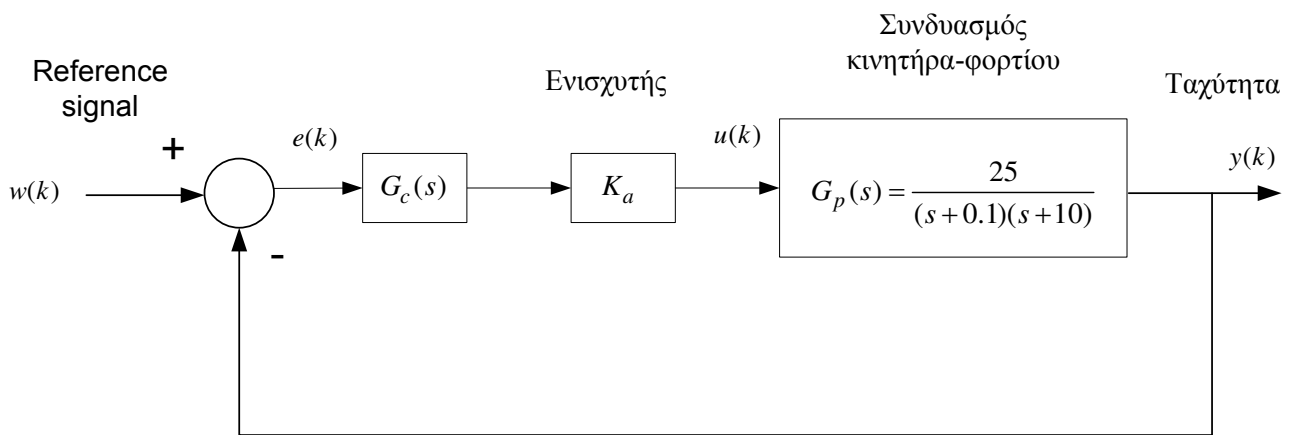 Συνδυασμός
κινητήρα-φορτίου
Reference
signal
Ενισχυτής
Ταχύτητα
+
e(k)
u(k)
y(k)
w(k)
G_c(s)
K_a
G_p(s) = 25 / ((s+0.1)(s+10))
-